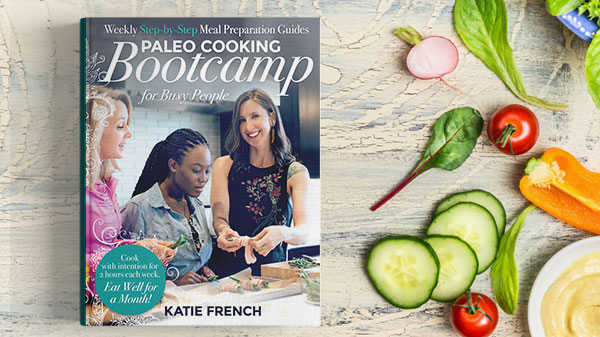 Weekly Step-by-Step Meal Preparation Guides
PALEO COOKING
Bootcamp
for Busy People
Cook
with intention for
2 hours each week.
Eat Well for
a Month!
KATIE FRENCH